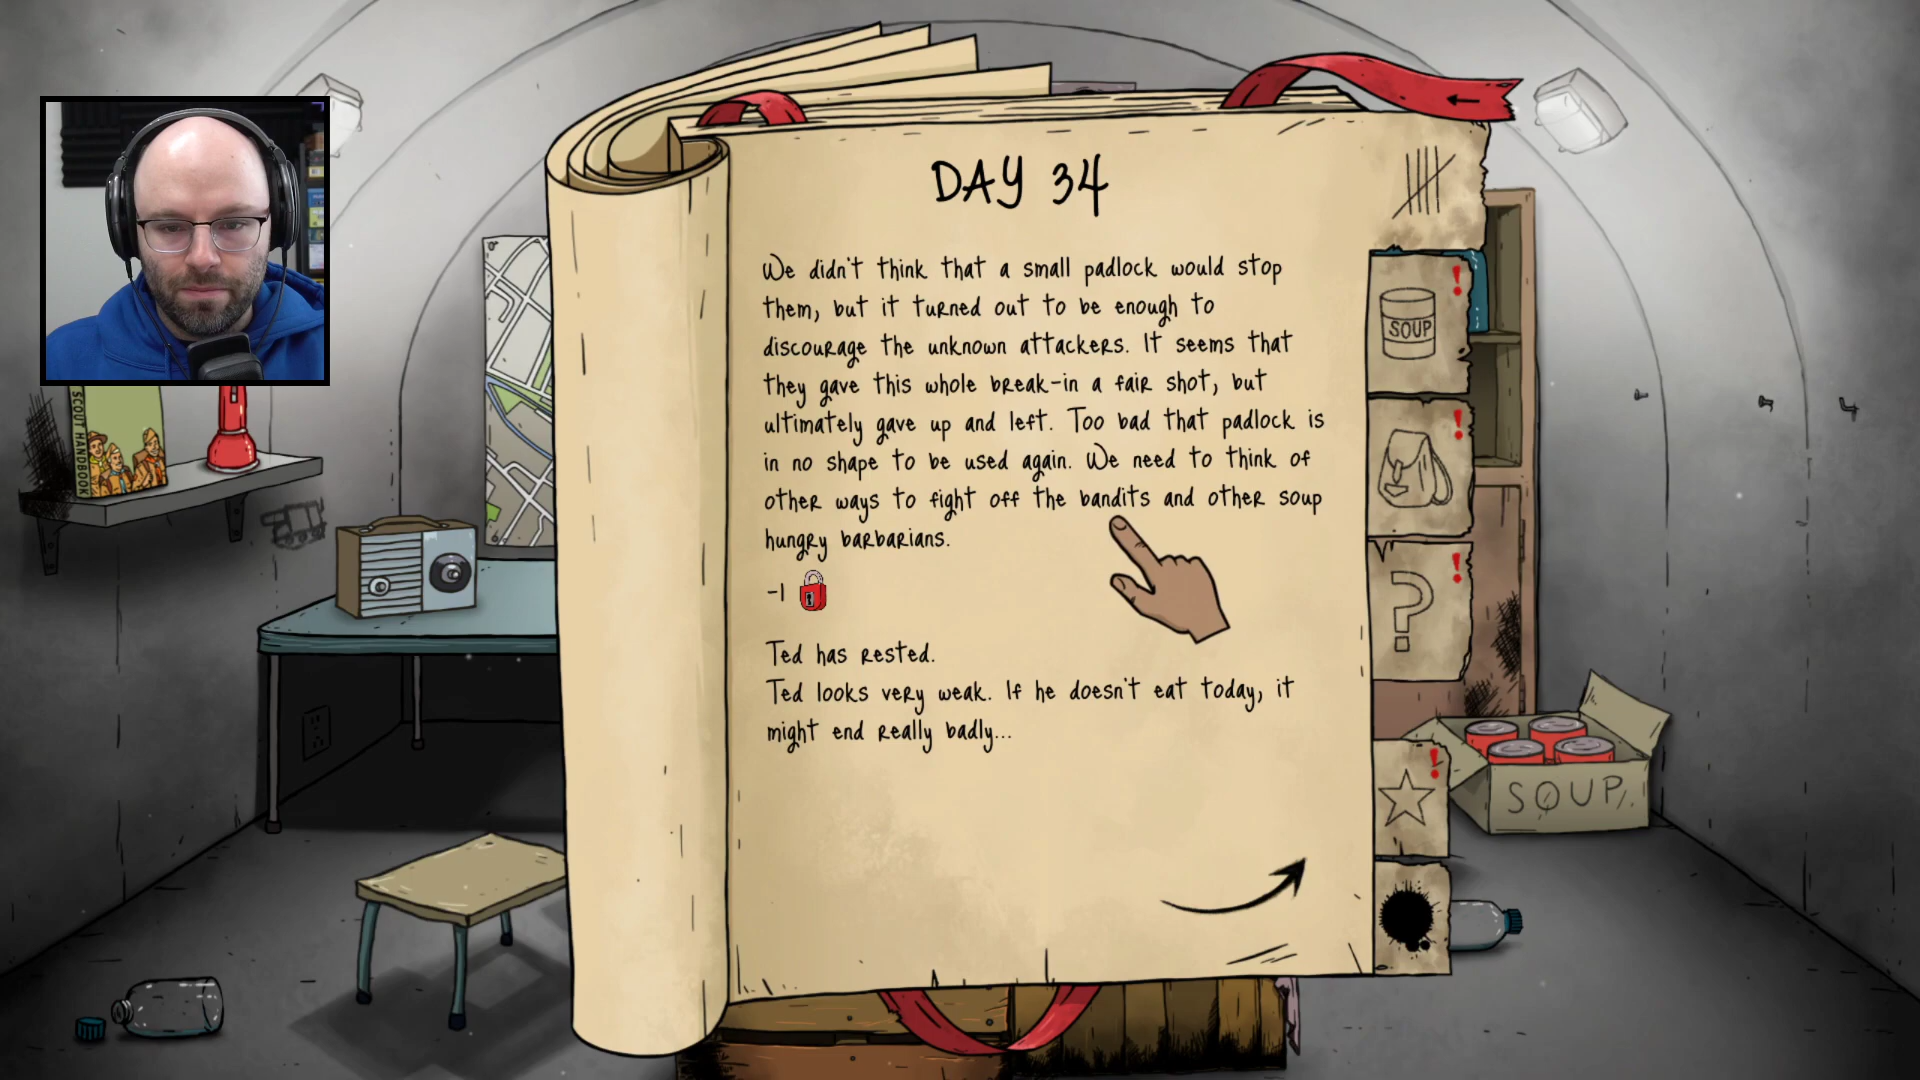 DAY 34
We didn't think that a small padlock would stop
them, but it turned out to be enough to
discourage the unknown attackers. It seems that
they gave this whole break-in a fair shot, but
ultimately gave up and left. Too bad that padlock is
in no shape to be used again. We need to think of
other ways to fight off the bandits and other soup
hungry barbarians.
-1
Ted has rested.
Ted looks very weak. If he doesn't eat today, it
might end really badly...
SOUP
SOUP
SCOUT HANDBOOK